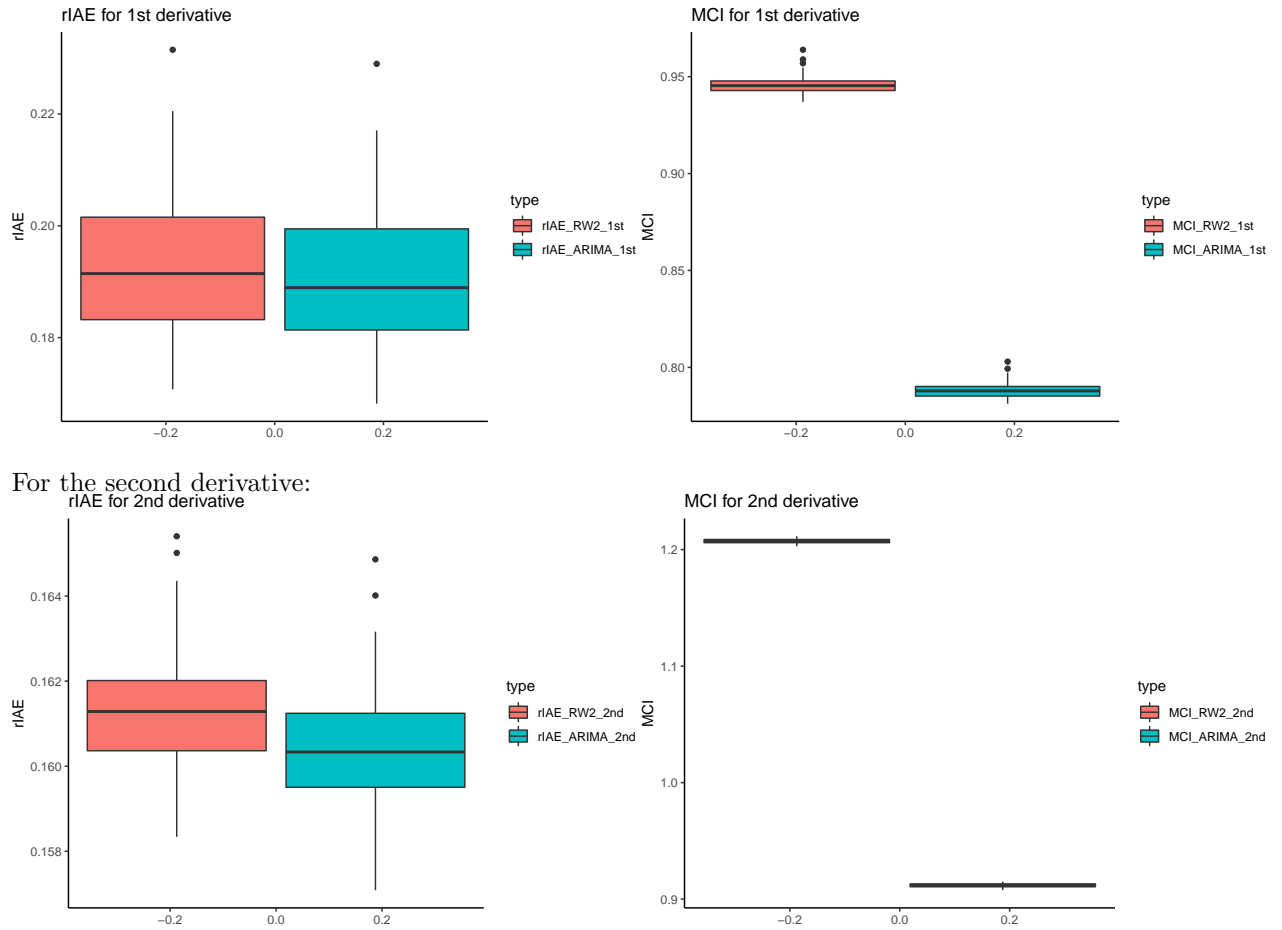 rIAE for 1st derivative
rIAE
0.22
0.20
0.18
−0.2 0.0 0.2
type
rIAE_RW2_1st
rIAE_ARIMA_1st
MCI for 1st derivative
MCI
0.95
0.90
0.85
0.80
−0.2 0.0 0.2
type
MCI_RW2_1st
MCI_ARIMA_1st
For the second derivative:
rIAE for 2nd derivative
rIAE
0.164
0.162
0.160
0.158
−0.2 0.0 0.2
type
rIAE_RW2_2nd
rIAE_ARIMA_2nd
MCI for 2nd derivative
MCI
1.2
1.1
1.0
0.9
−0.2 0.0 0.2
type
MCI_RW2_2nd
MCI_ARIMA_2nd